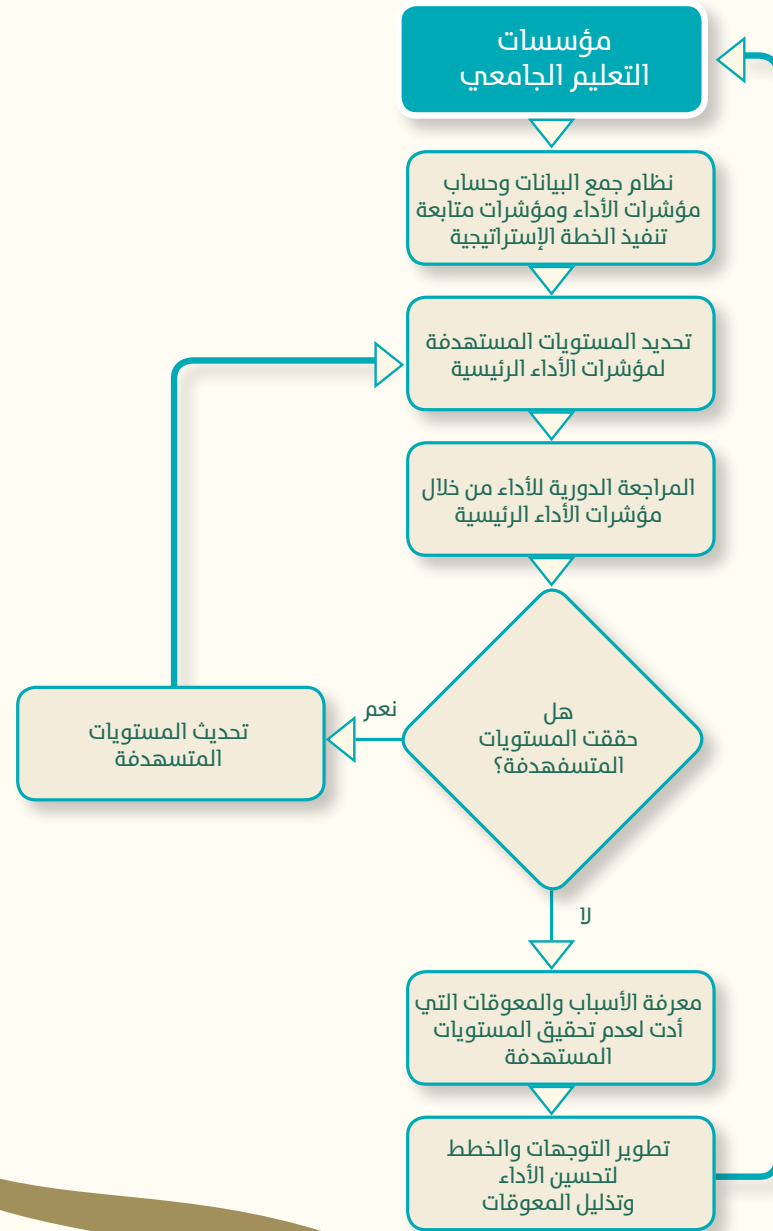 مؤسسات
التعليم الجامعي
نظام جمع البيانات وحساب
مؤشرات الأداء ومؤشرات متابعة
تنفيذ الخطة الإستراتيجية
تحديد المستويات المستهدفة
لمؤشرات الأداء الرئيسية
المراجعة الدورية للأداء من خلال
مؤشرات الأداء الرئيسية
هل
حققت المستويات
المتسفهدفة؟
نعم
تحديث المستويات
المتسهدفة
لا
معرفة الأسباب والمعوقات التي
أدت لعدم تحقيق المستويات
المستهدفة
تطوير التوجهات والخطط
لتحسين الأداء
وتذليل المعوقات